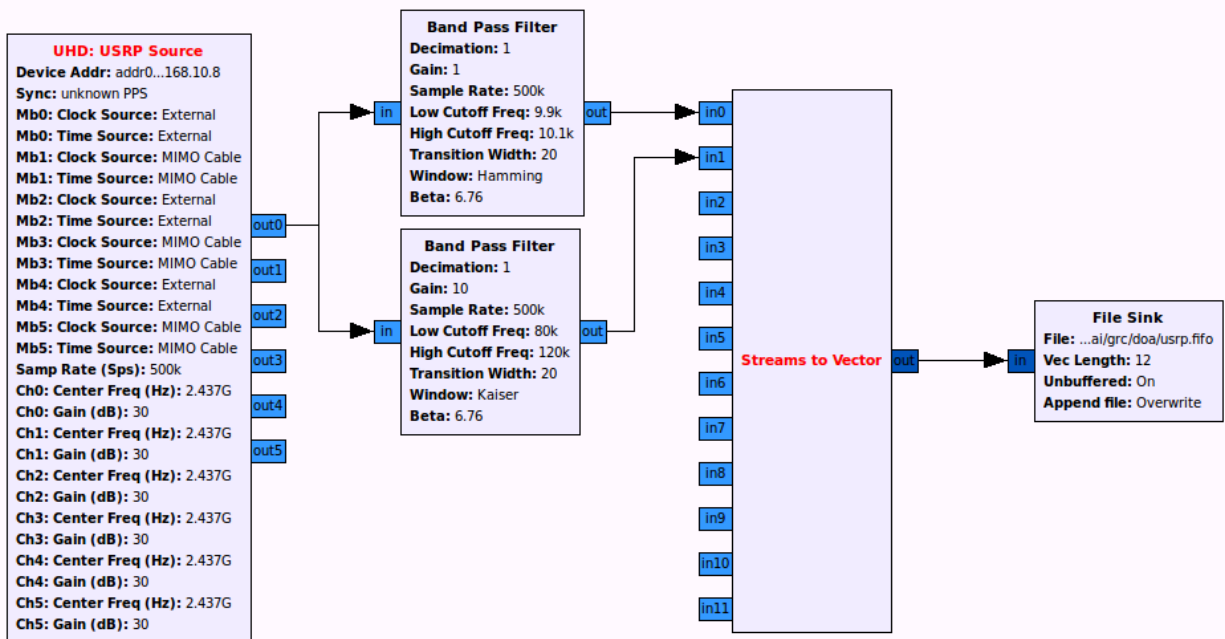 UHD: USRP Source
Device Addr: addr0...168.10.8
Sync: unknown PPS
Mb0: Clock Source: External
Mb0: Time Source: External
Mb1: Clock Source: MIMO Cable
Mb1: Time Source: MIMO Cable
Mb2: Clock Source: External
Mb2: Time Source: External
Mb3: Clock Source: MIMO Cable
Mb3: Time Source: MIMO Cable
Mb4: Clock Source: External
Mb4: Time Source: External
Mb5: Clock Source: MIMO Cable
Mb5: Time Source: MIMO Cable
Samp Rate (Sps): 500k
Ch0: Center Freq (Hz): 2.437G
Ch0: Gain (dB): 30
Ch1: Center Freq (Hz): 2.437G
Ch1: Gain (dB): 30
Ch2: Center Freq (Hz): 2.437G
Ch2: Gain (dB): 30
Ch3: Center Freq (Hz): 2.437G
Ch3: Gain (dB): 30
Ch4: Center Freq (Hz): 2.437G
Ch4: Gain (dB): 30
Ch5: Center Freq (Hz): 2.437G
Ch5: Gain (dB): 30
out0
out1
out2
out3
out4
out5
in
Band Pass Filter
Decimation: 1
Gain: 1
Sample Rate: 500k
Low Cutoff Freq: 9.9k
High Cutoff Freq: 10.1k
Transition Width: 20
Window: Hamming
Beta: 6.76
out
in
Band Pass Filter
Decimation: 1
Gain: 10
Sample Rate: 500k
Low Cutoff Freq: 80k
High Cutoff Freq: 120k
Transition Width: 20
Window: Kaiser
Beta: 6.76
out
in0
in1
in2
in3
in4
in5
in6
in7
in8
in9
in10
in11
Streams to Vector
out
in
File Sink
File: ...ai/grc/doa/usrp.fifo
Vec Length: 12
Unbuffered: On
Append file: Overwrite